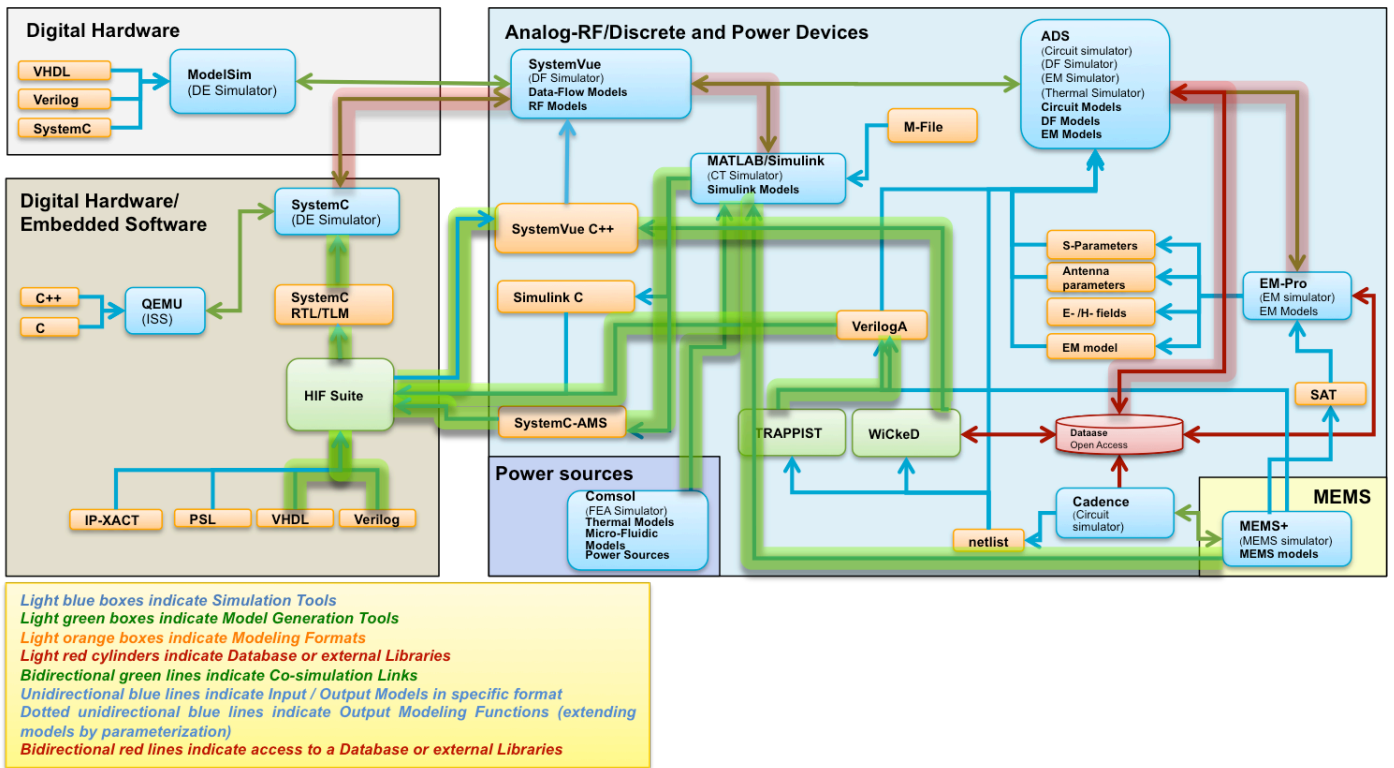 Digital Hardware
VHDL
Verilog
SystemC
ModelSim
(DE Simulator)
Analog-RF/Discrete and Power Devices
SystemVue
(DF Simulator)
Data-Flow Models
RF Models
ADS
(Circuit simulator)
(DF Simulator)
(EM Simulator)
(Thermal Simulator)
Circuit Models
DF Models
EM Models
M-File
MATLAB/Simulink
(CT Simulator)
Simulink Models
Digital Hardware/
Embedded Software
SystemC
(DE Simulator)
C++
C
QEMU
(ISS)
SystemC
RTL/TLM
HIF Suite
IP-XACT
PSL
VHDL
Verilog
SystemVue C++
Simulink C
VerilogA
SystemC-AMS
S-Parameters
Antenna
parameters
E- /H- fields
EM model
EM-Pro
(EM simulator)
EM Models
SAT
TRAPPIST
WiCkeD
Dataase
Open Access
Power sources
Comsol
(FEA Simulator)
Thermal Models
Micro-Fluidic
Models
Power Sources
netlist
Cadence
(Circuit
simulator)
MEMS
MEMS+
(MEMS simulator)
MEMS models
Light blue boxes indicate Simulation Tools
Light green boxes indicate Model Generation Tools
Light orange boxes indicate Modeling Formats
Light red cylinders indicate Database or external Libraries
Bidirectional green lines indicate Co-simulation Links
Unidirectional blue lines indicate Input / Output Models in specific format
Dotted unidirectional blue lines indicate Output Modeling Functions (extending
models by parameterization)
Bidirectional red lines indicate access to a Database or external Libraries